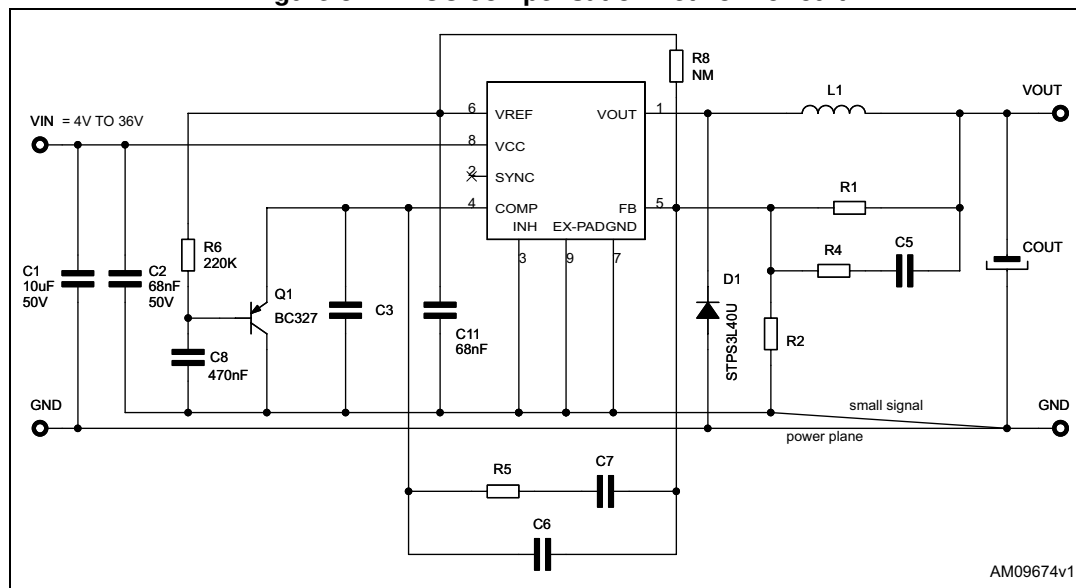 R8
NM
L1
VOUT
VIN = 4V TO 36V
6
VREF
VOUT
1
8
VCC
2
SYNC
4
COMP
FB
5
INH
EX-PAD
GND
3
9
7
R1
R4
C5
COUT
R6
220K
C1
10uF
50V
C2
68nF
50V
Q1
BC327
C3
C11
68nF
D1
STPS3L40U
R2
C8
470nF
small signal
GND
GND
power plane
R5
C7
C6
AM09674v1